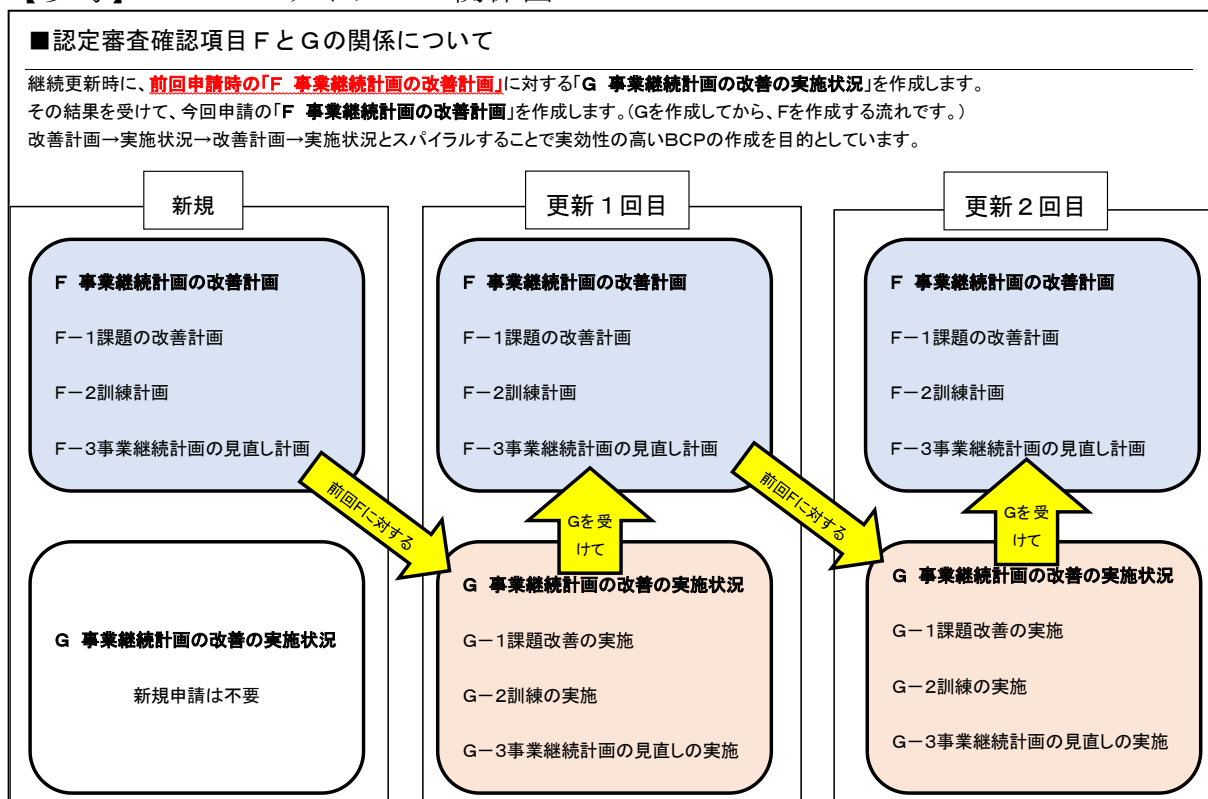 ■認定審査確認項目FとGの関係について
継続更新時に、前回申請時の「F 事業継続計画の改善計画」に対する「G 事業継続計画の改善の実施状況」を作成します。
その結果を受けて、今回申請の「F 事業継続計画の改善計画」を作成します。(Gを作成してから、Fを作成する流れです。)
改善計画→実施状況→改善計画→実施状況とスパイラルすることで実効性の高いBCPの作成を目的としています。
新規
F 事業継続計画の改善計画
F-1課題の改善計画
F-2訓練計画
F-3事業継続計画の見直し計画
前回Fに対する
G 事業継続計画の改善の実施状況
新規申請は不要
更新1回目
F 事業継続計画の改善計画
F-1課題の改善計画
F-2訓練計画
F-3事業継続計画の見直し計画
Gを受
けて
前回Fに対する
G 事業継続計画の改善の実施状況
G-1課題改善の実施
G-2訓練の実施
G-3事業継続計画の見直しの実施
更新2回目
F 事業継続計画の改善計画
F-1課題の改善計画
F-2訓練計画
F-3事業継続計画の見直し計画
Gを受
けて
G 事業継続計画の改善の実施状況
G-1課題改善の実施
G-2訓練の実施
G-3事業継続計画の見直しの実施